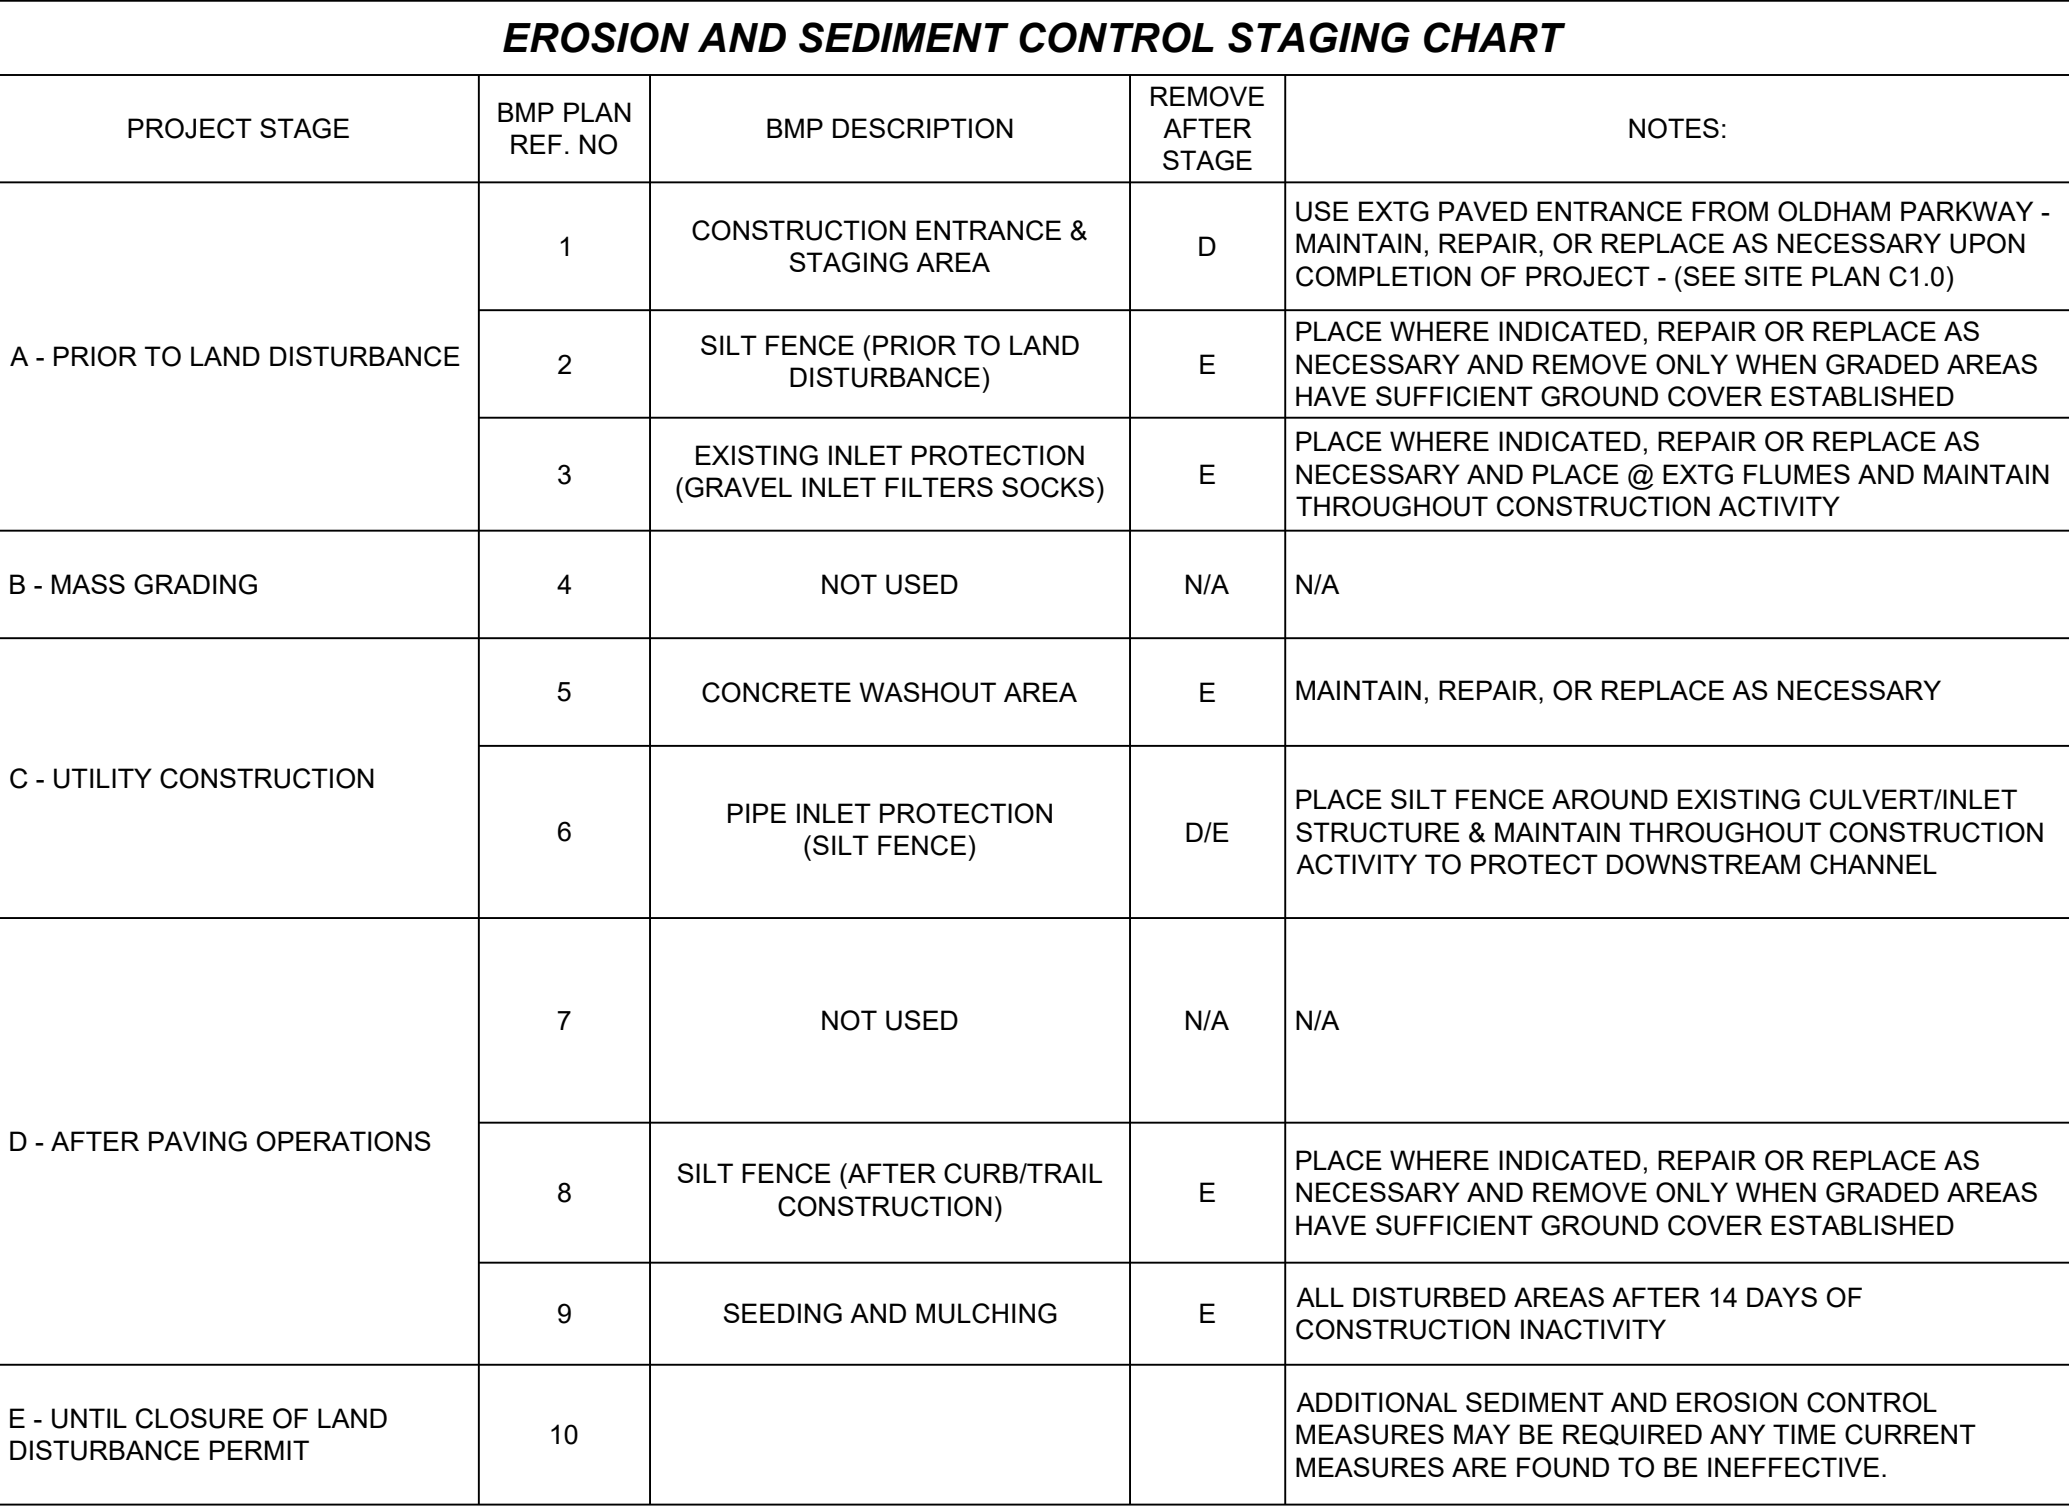 EROSION AND SEDIMENT CONTROL STAGING CHART
PROJECT STAGE
BMP PLAN
REF. NO
BMP DESCRIPTION
REMOVE
AFTER
STAGE
NOTES:
A - PRIOR TO LAND DISTURBANCE
1
CONSTRUCTION ENTRANCE &
STAGING AREA
D
USE EXTG PAVED ENTRANCE FROM OLDHAM PARKWAY -
MAINTAIN, REPAIR, OR REPLACE AS NECESSARY UPON
COMPLETION OF PROJECT - (SEE SITE PLAN C1.0)
2
SILT FENCE (PRIOR TO LAND
DISTURBANCE)
E
PLACE WHERE INDICATED, REPAIR OR REPLACE AS
NECESSARY AND REMOVE ONLY WHEN GRADED AREAS
HAVE SUFFICIENT GROUND COVER ESTABLISHED
3
EXISTING INLET PROTECTION
(GRAVEL INLET FILTERS SOCKS)
E
PLACE WHERE INDICATED, REPAIR OR REPLACE AS
NECESSARY AND PLACE @ EXTG FLUMES AND MAINTAIN
THROUGHOUT CONSTRUCTION ACTIVITY
B - MASS GRADING
4
NOT USED
N/A
N/A
C - UTILITY CONSTRUCTION
5
CONCRETE WASHOUT AREA
E
MAINTAIN, REPAIR, OR REPLACE AS NECESSARY
6
PIPE INLET PROTECTION
(SILT FENCE)
D/E
PLACE SILT FENCE AROUND EXISTING CULVERT/INLET
STRUCTURE & MAINTAIN THROUGHOUT CONSTRUCTION
ACTIVITY TO PROTECT DOWNSTREAM CHANNEL
D - AFTER PAVING OPERATIONS
7
NOT USED
N/A
N/A
8
SILT FENCE (AFTER CURB/TRAIL
CONSTRUCTION)
E
PLACE WHERE INDICATED, REPAIR OR REPLACE AS
NECESSARY AND REMOVE ONLY WHEN GRADED AREAS
HAVE SUFFICIENT GROUND COVER ESTABLISHED
9
SEEDING AND MULCHING
E
ALL DISTURBED AREAS AFTER 14 DAYS OF
CONSTRUCTION INACTIVITY
E - UNTIL CLOSURE OF LAND
DISTURBANCE PERMIT
10
ADDITIONAL SEDIMENT AND EROSION CONTROL
MEASURES MAY BE REQUIRED ANY TIME CURRENT
MEASURES ARE FOUND TO BE INEFFECTIVE.